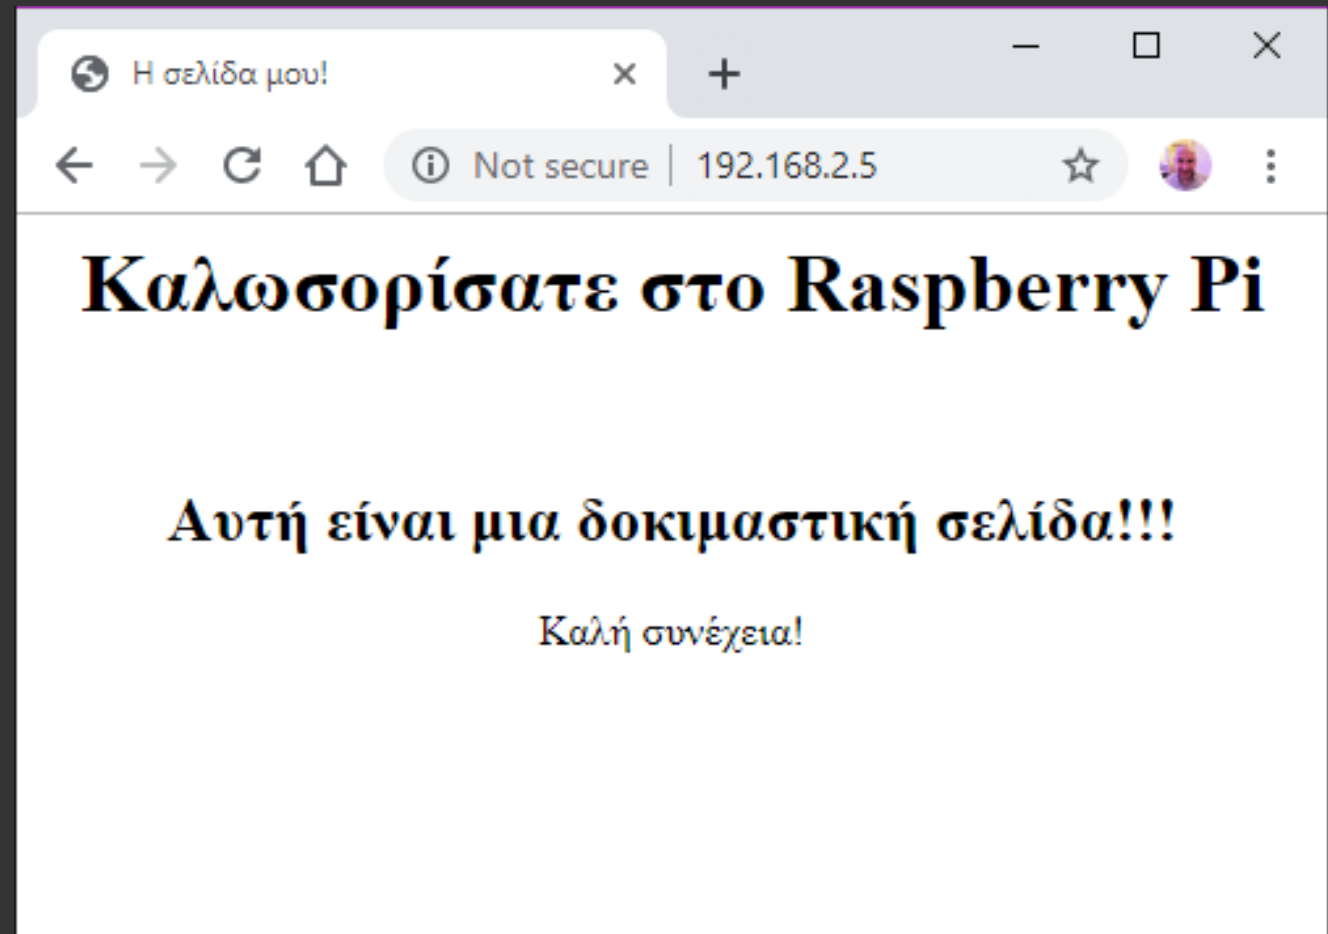 Η σελίδα μου!
Not secure | 192.168.2.5
Καλωσορίσατε στο Raspberry Pi
Αυτή είναι μια δοκιμαστική σελίδα!!!
Καλή συνέχεια!